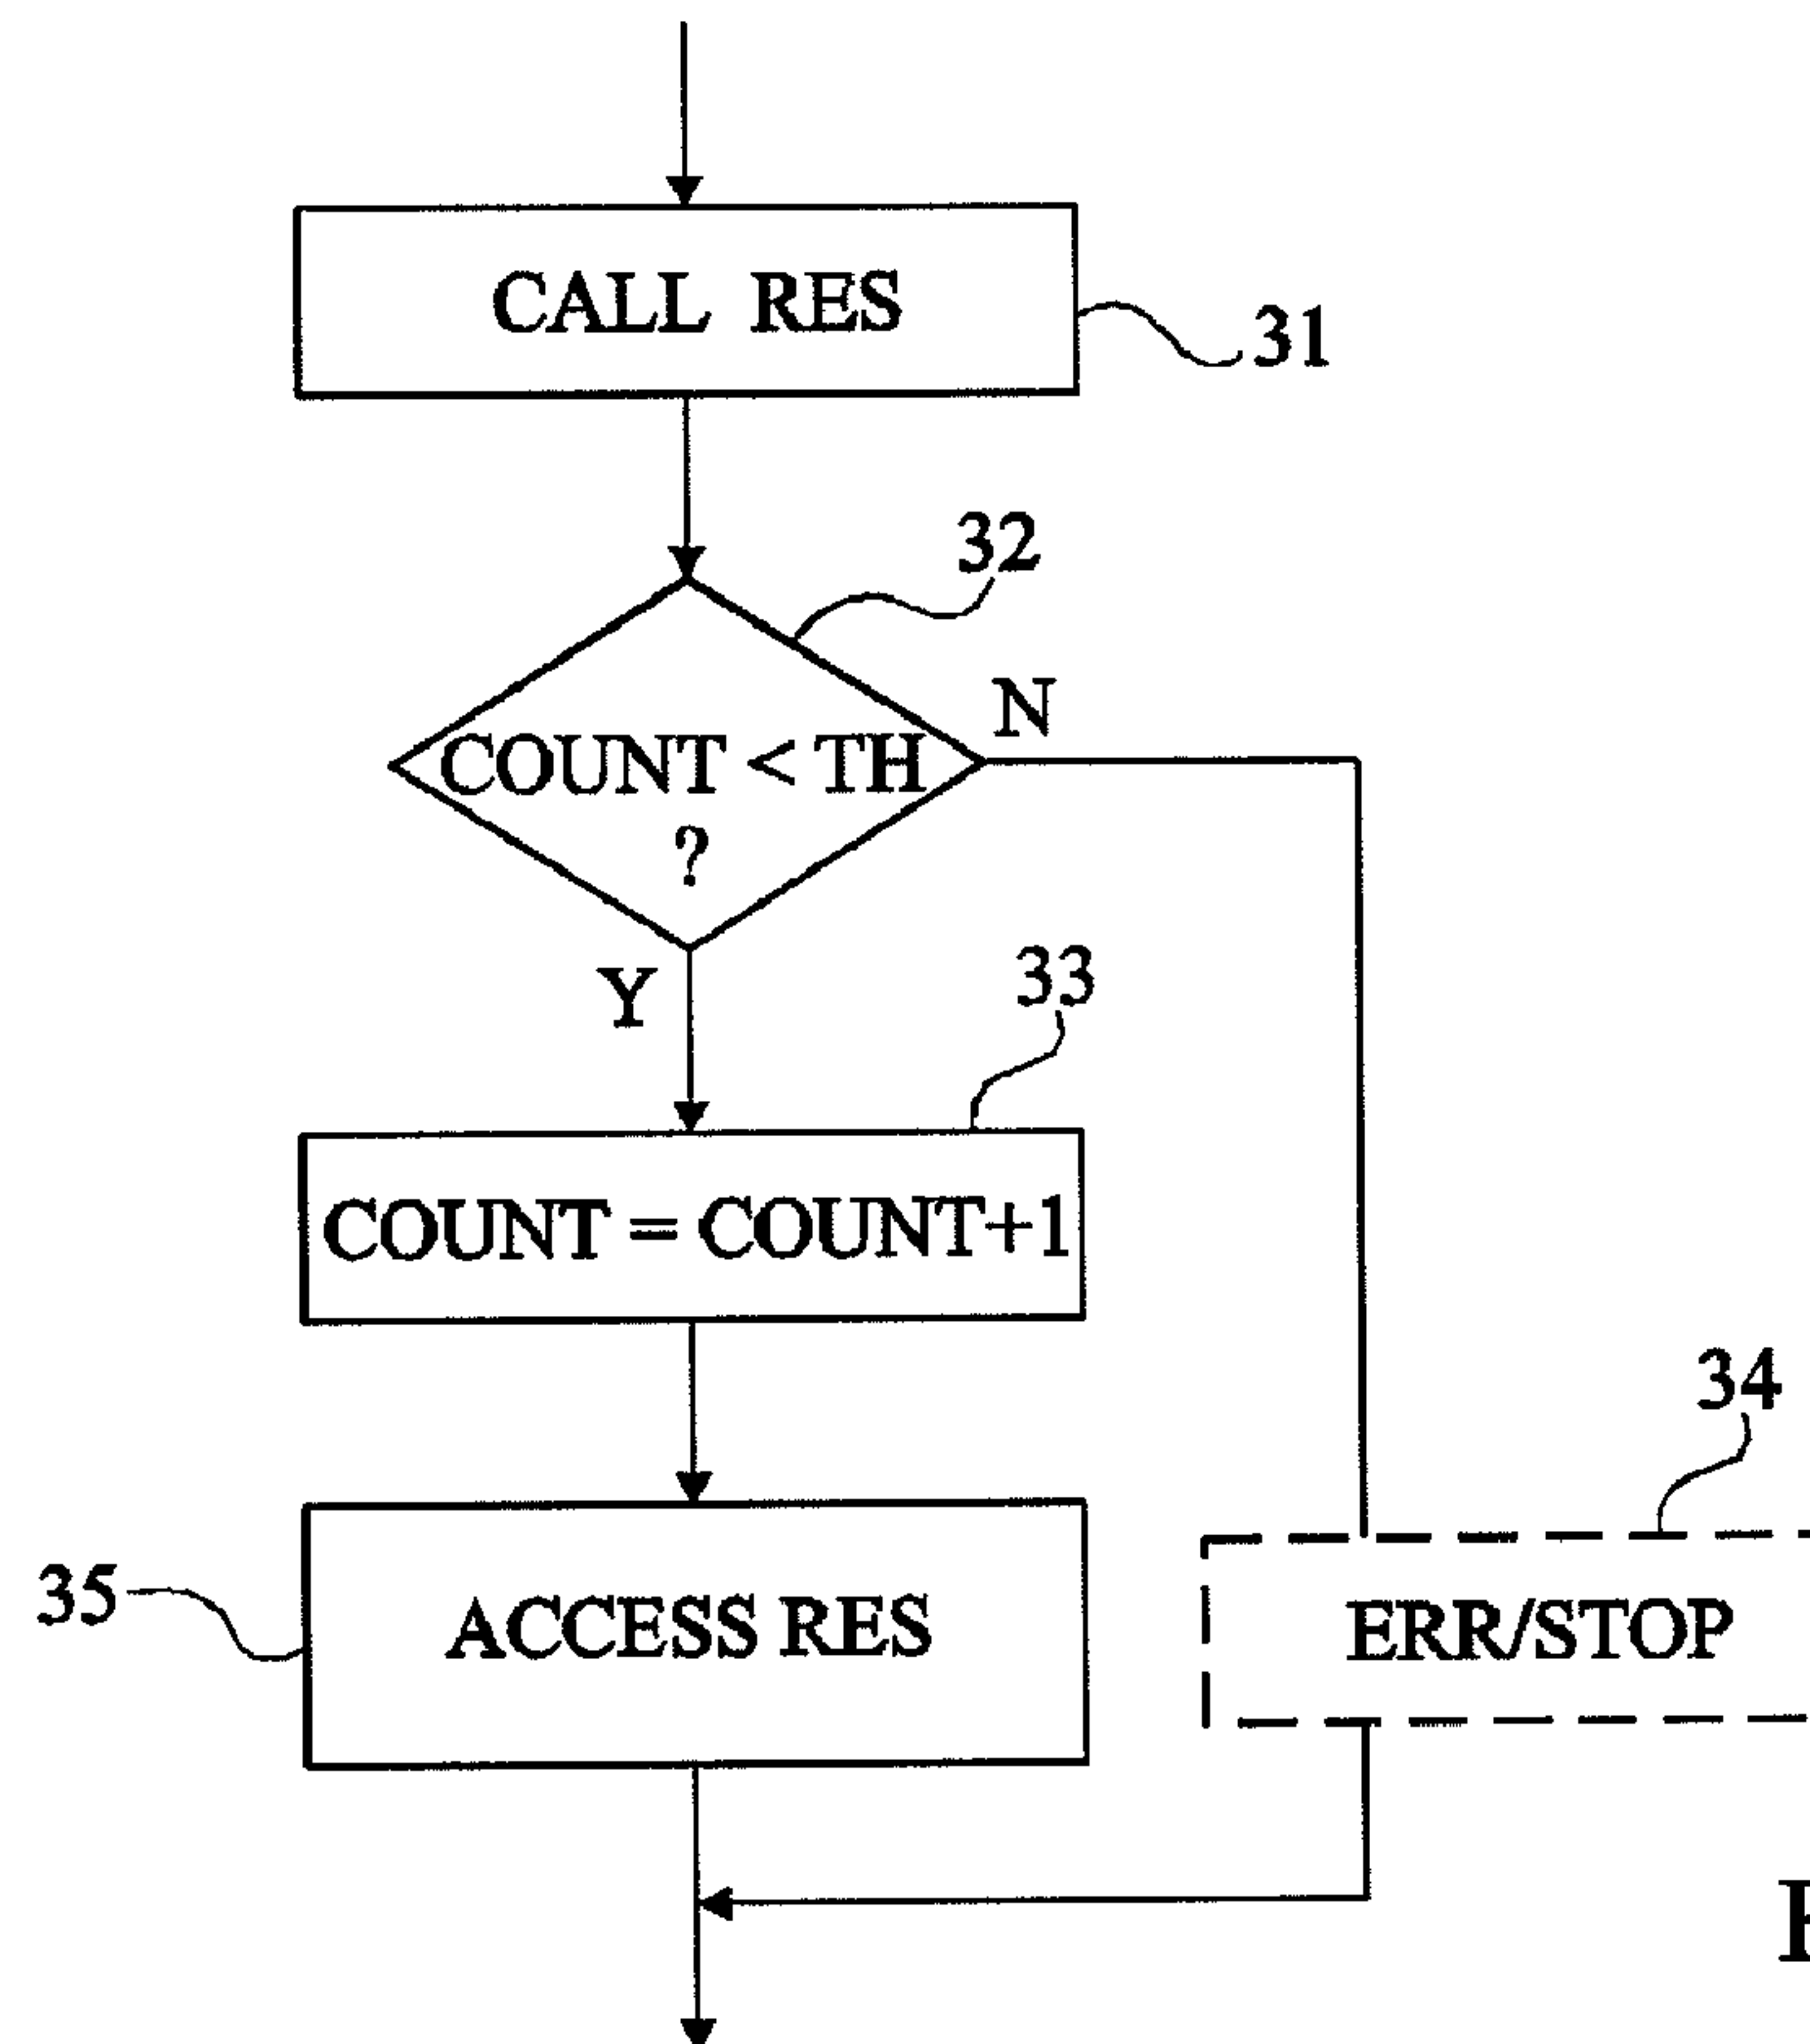 CALL RES
31
32
N
COUNT < TH
?
Y
33
COUNT = COUNT+1
34
35
ACCESS RES
ERR/STOP